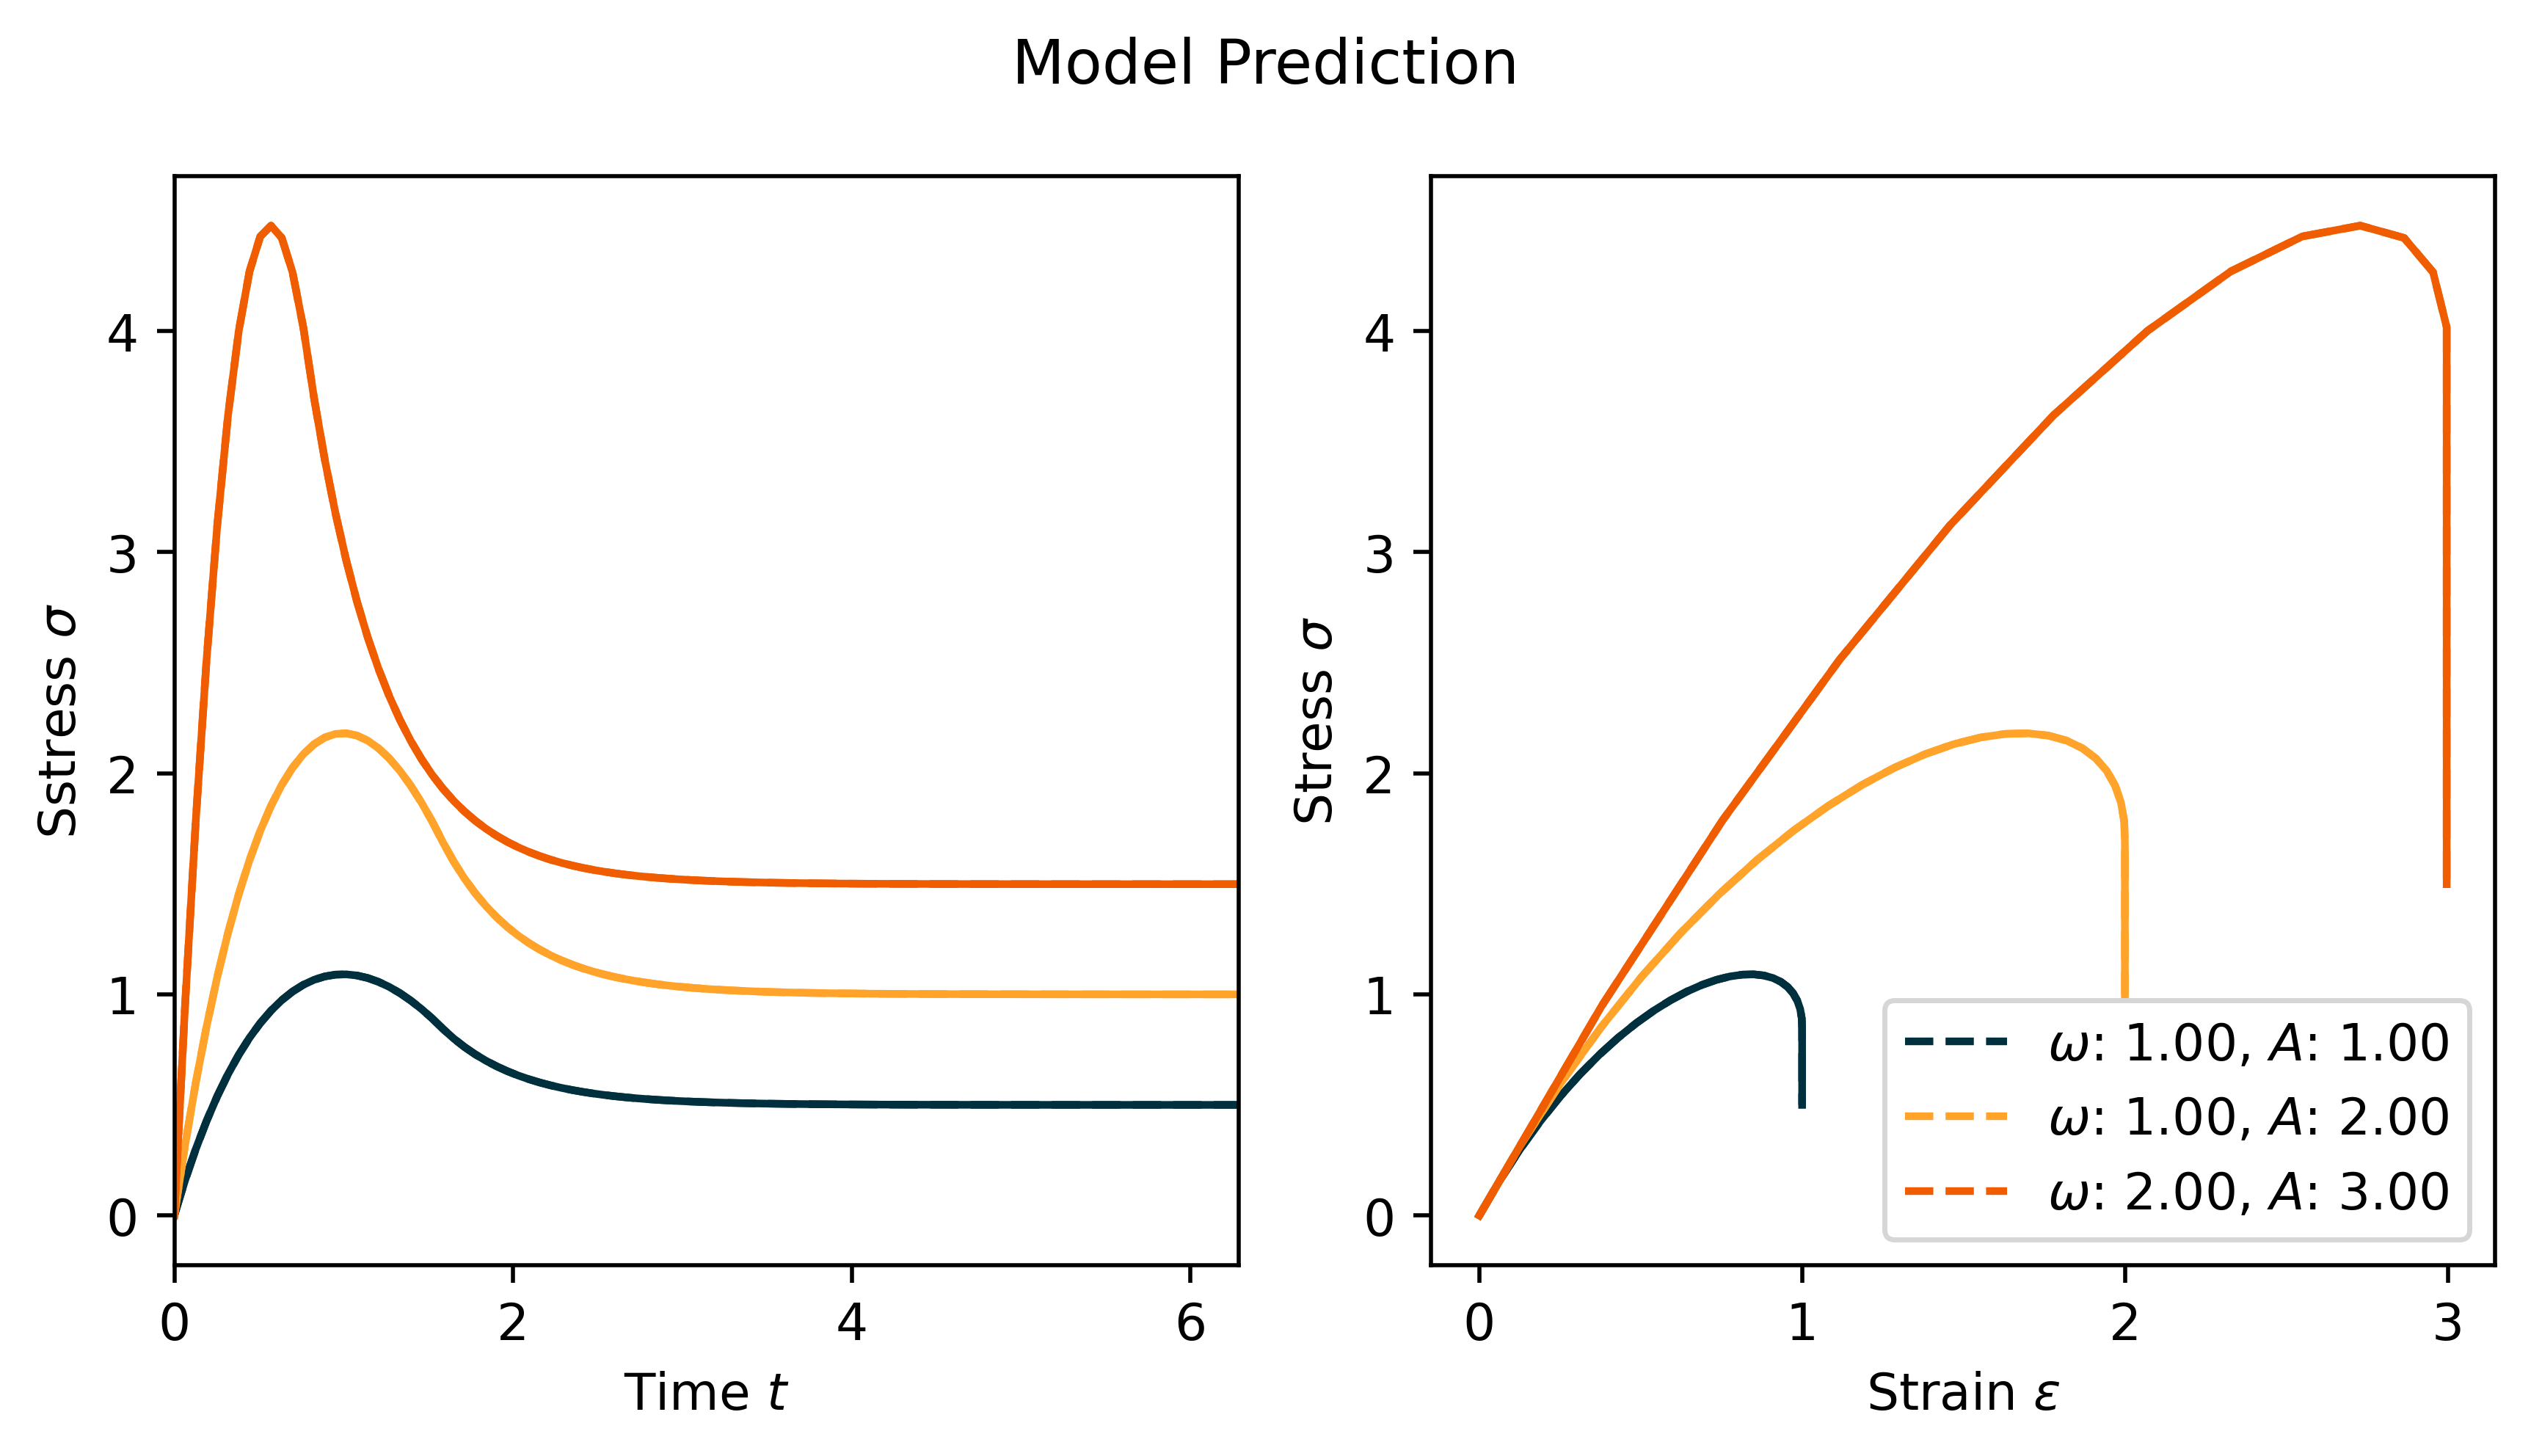 Model Prediction
Sstress σ
4
3
2
1
0
0 2 4 6
Time t
Stress σ
4
3
2
1
0
0 1 2 3
Strain ε
ω: 1.00, A: 1.00
ω: 1.00, A: 2.00
ω: 2.00, A: 3.00